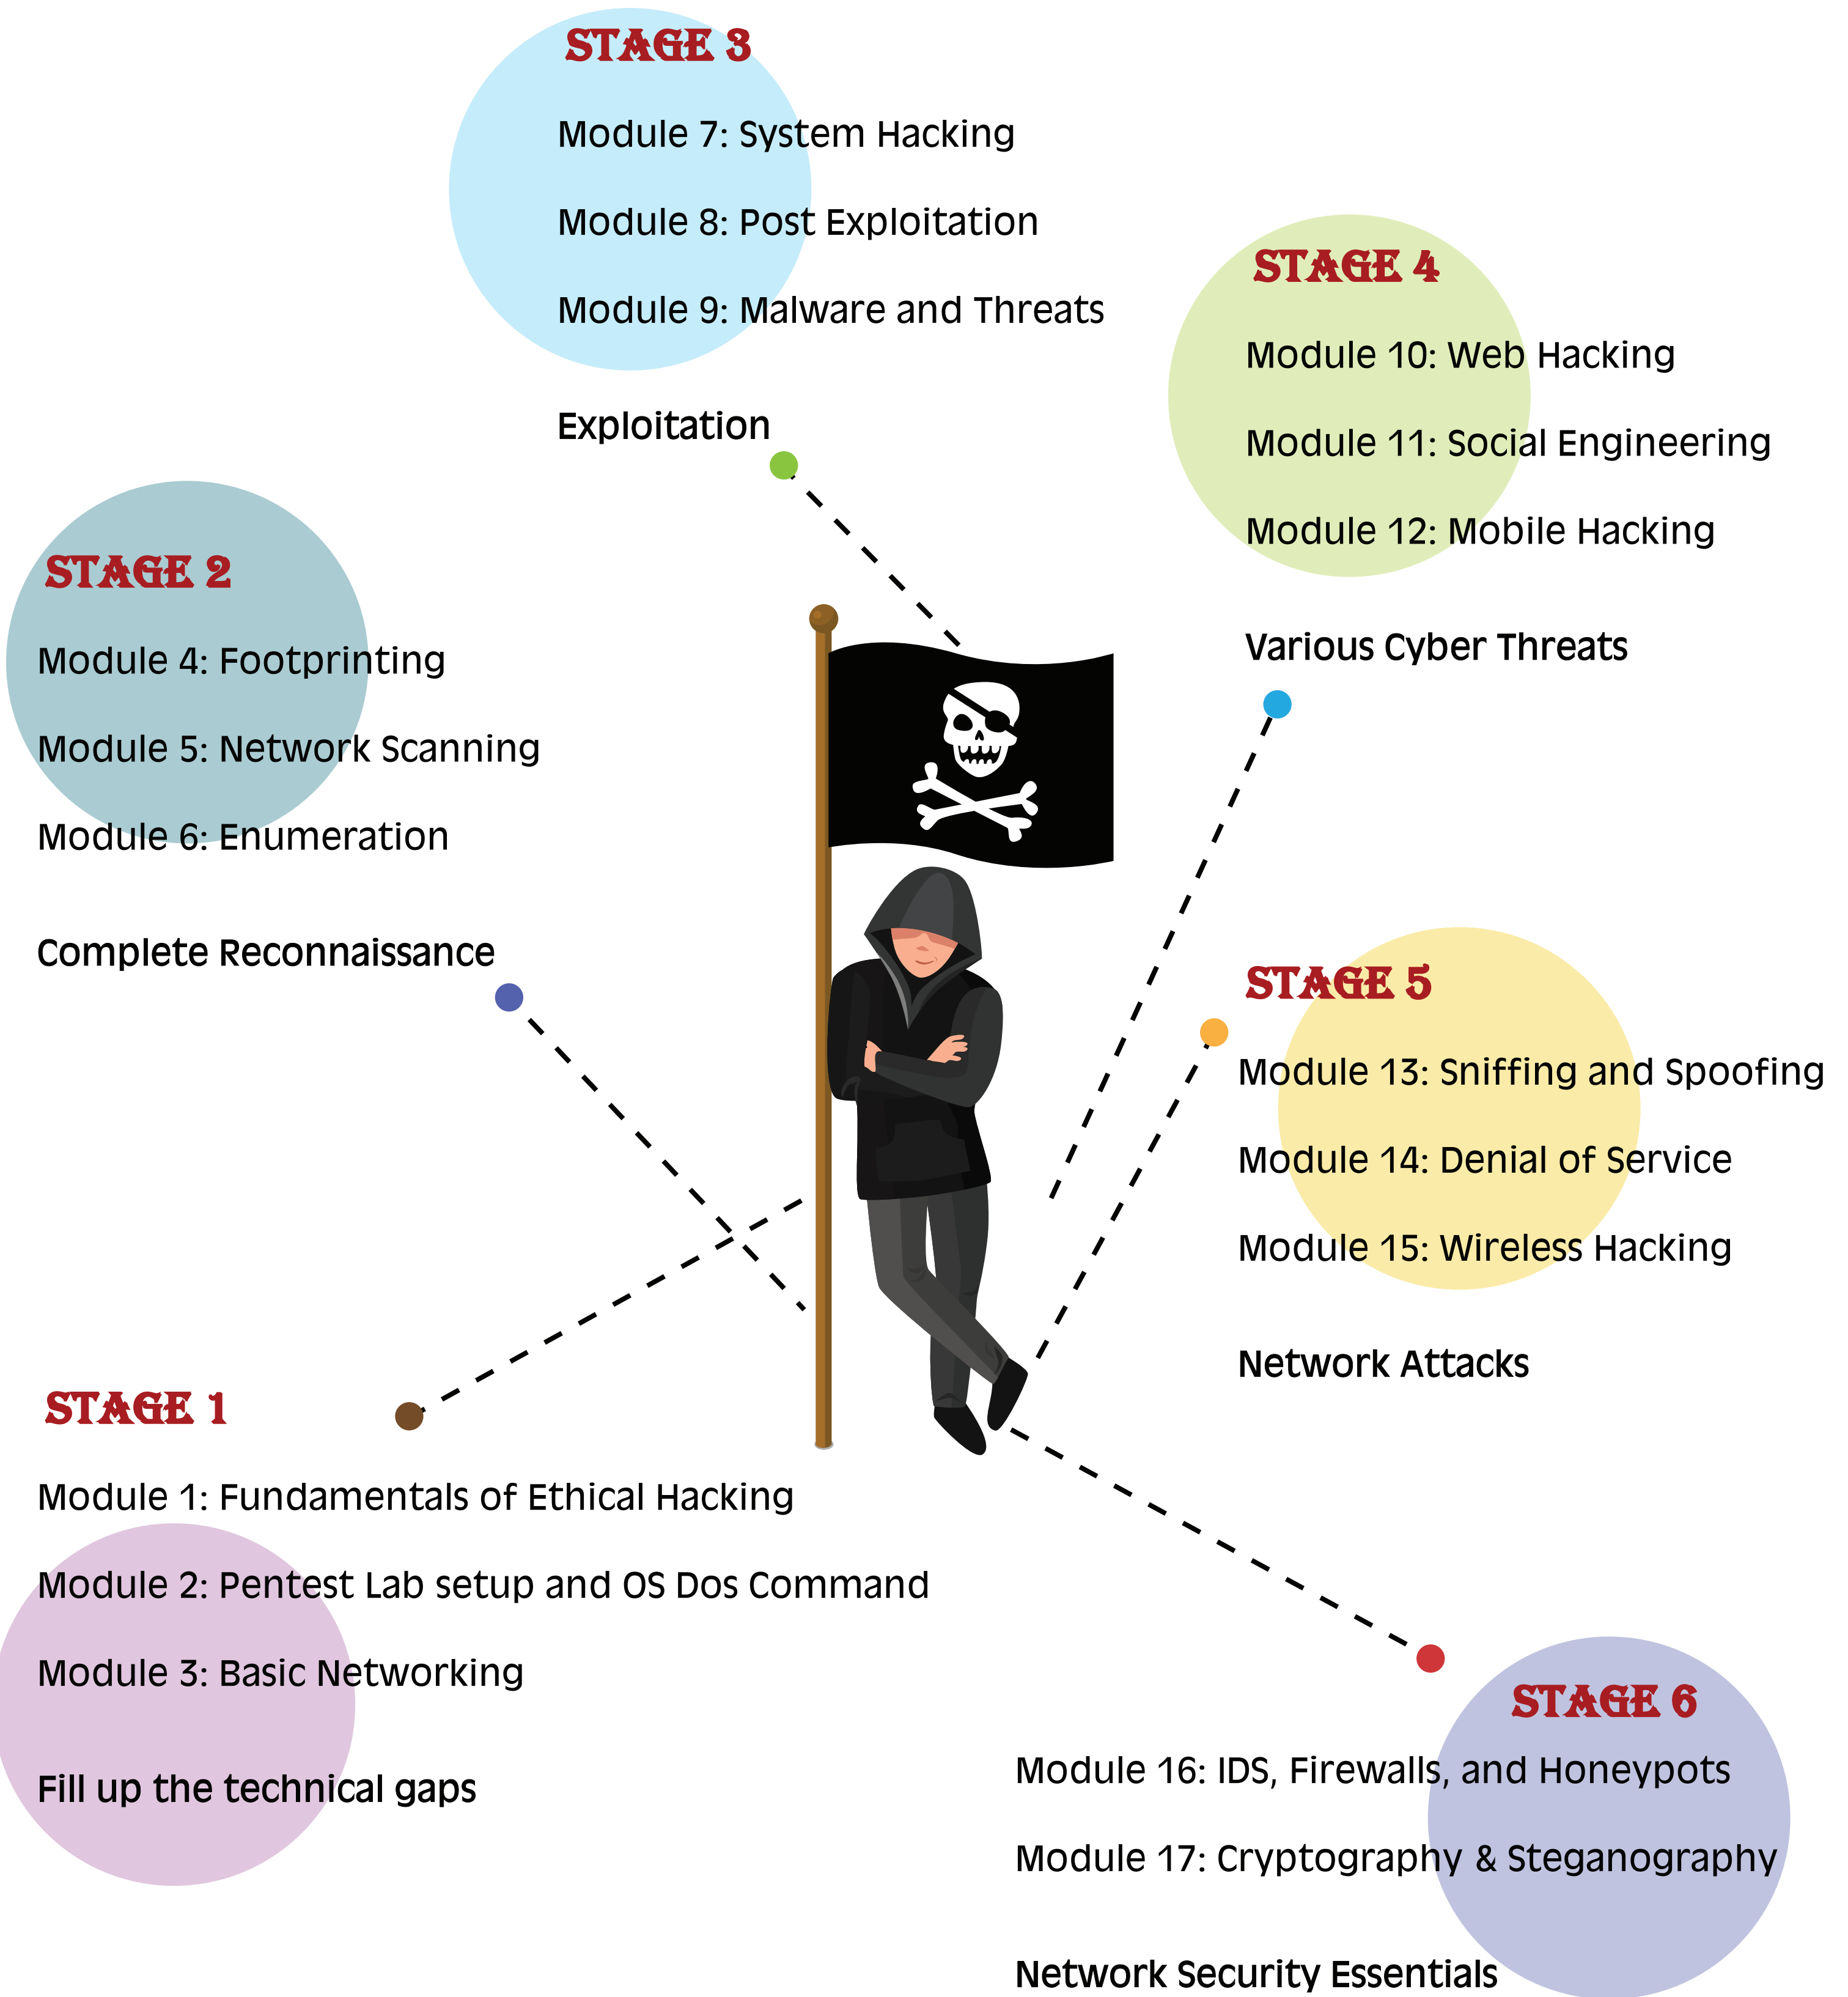 STAGE 3
Module 7: System Hacking
Module 8: Post Exploitation
Module 9: Malware and Threats
Exploitation
STAGE 4
Module 10: Web Hacking
Module 11: Social Engineering
Module 12: Mobile Hacking
Various Cyber Threats
STAGE 2
Module 4: Footprinting
Module 5: Network Scanning
Module 6: Enumeration
Complete Reconnaissance
STAGE 5
Module 13: Sniffing and Spoofing
Module 14: Denial of Service
Module 15: Wireless Hacking
Network Attacks
STAGE 1
Module 1: Fundamentals of Ethical Hacking
Module 2: Pentest Lab setup and OS Dos Command
Module 3: Basic Networking
Fill up the technical gaps
STAGE 6
Module 16: IDS, Firewalls, and Honeypots
Module 17: Cryptography & Steganography
Network Security Essentials